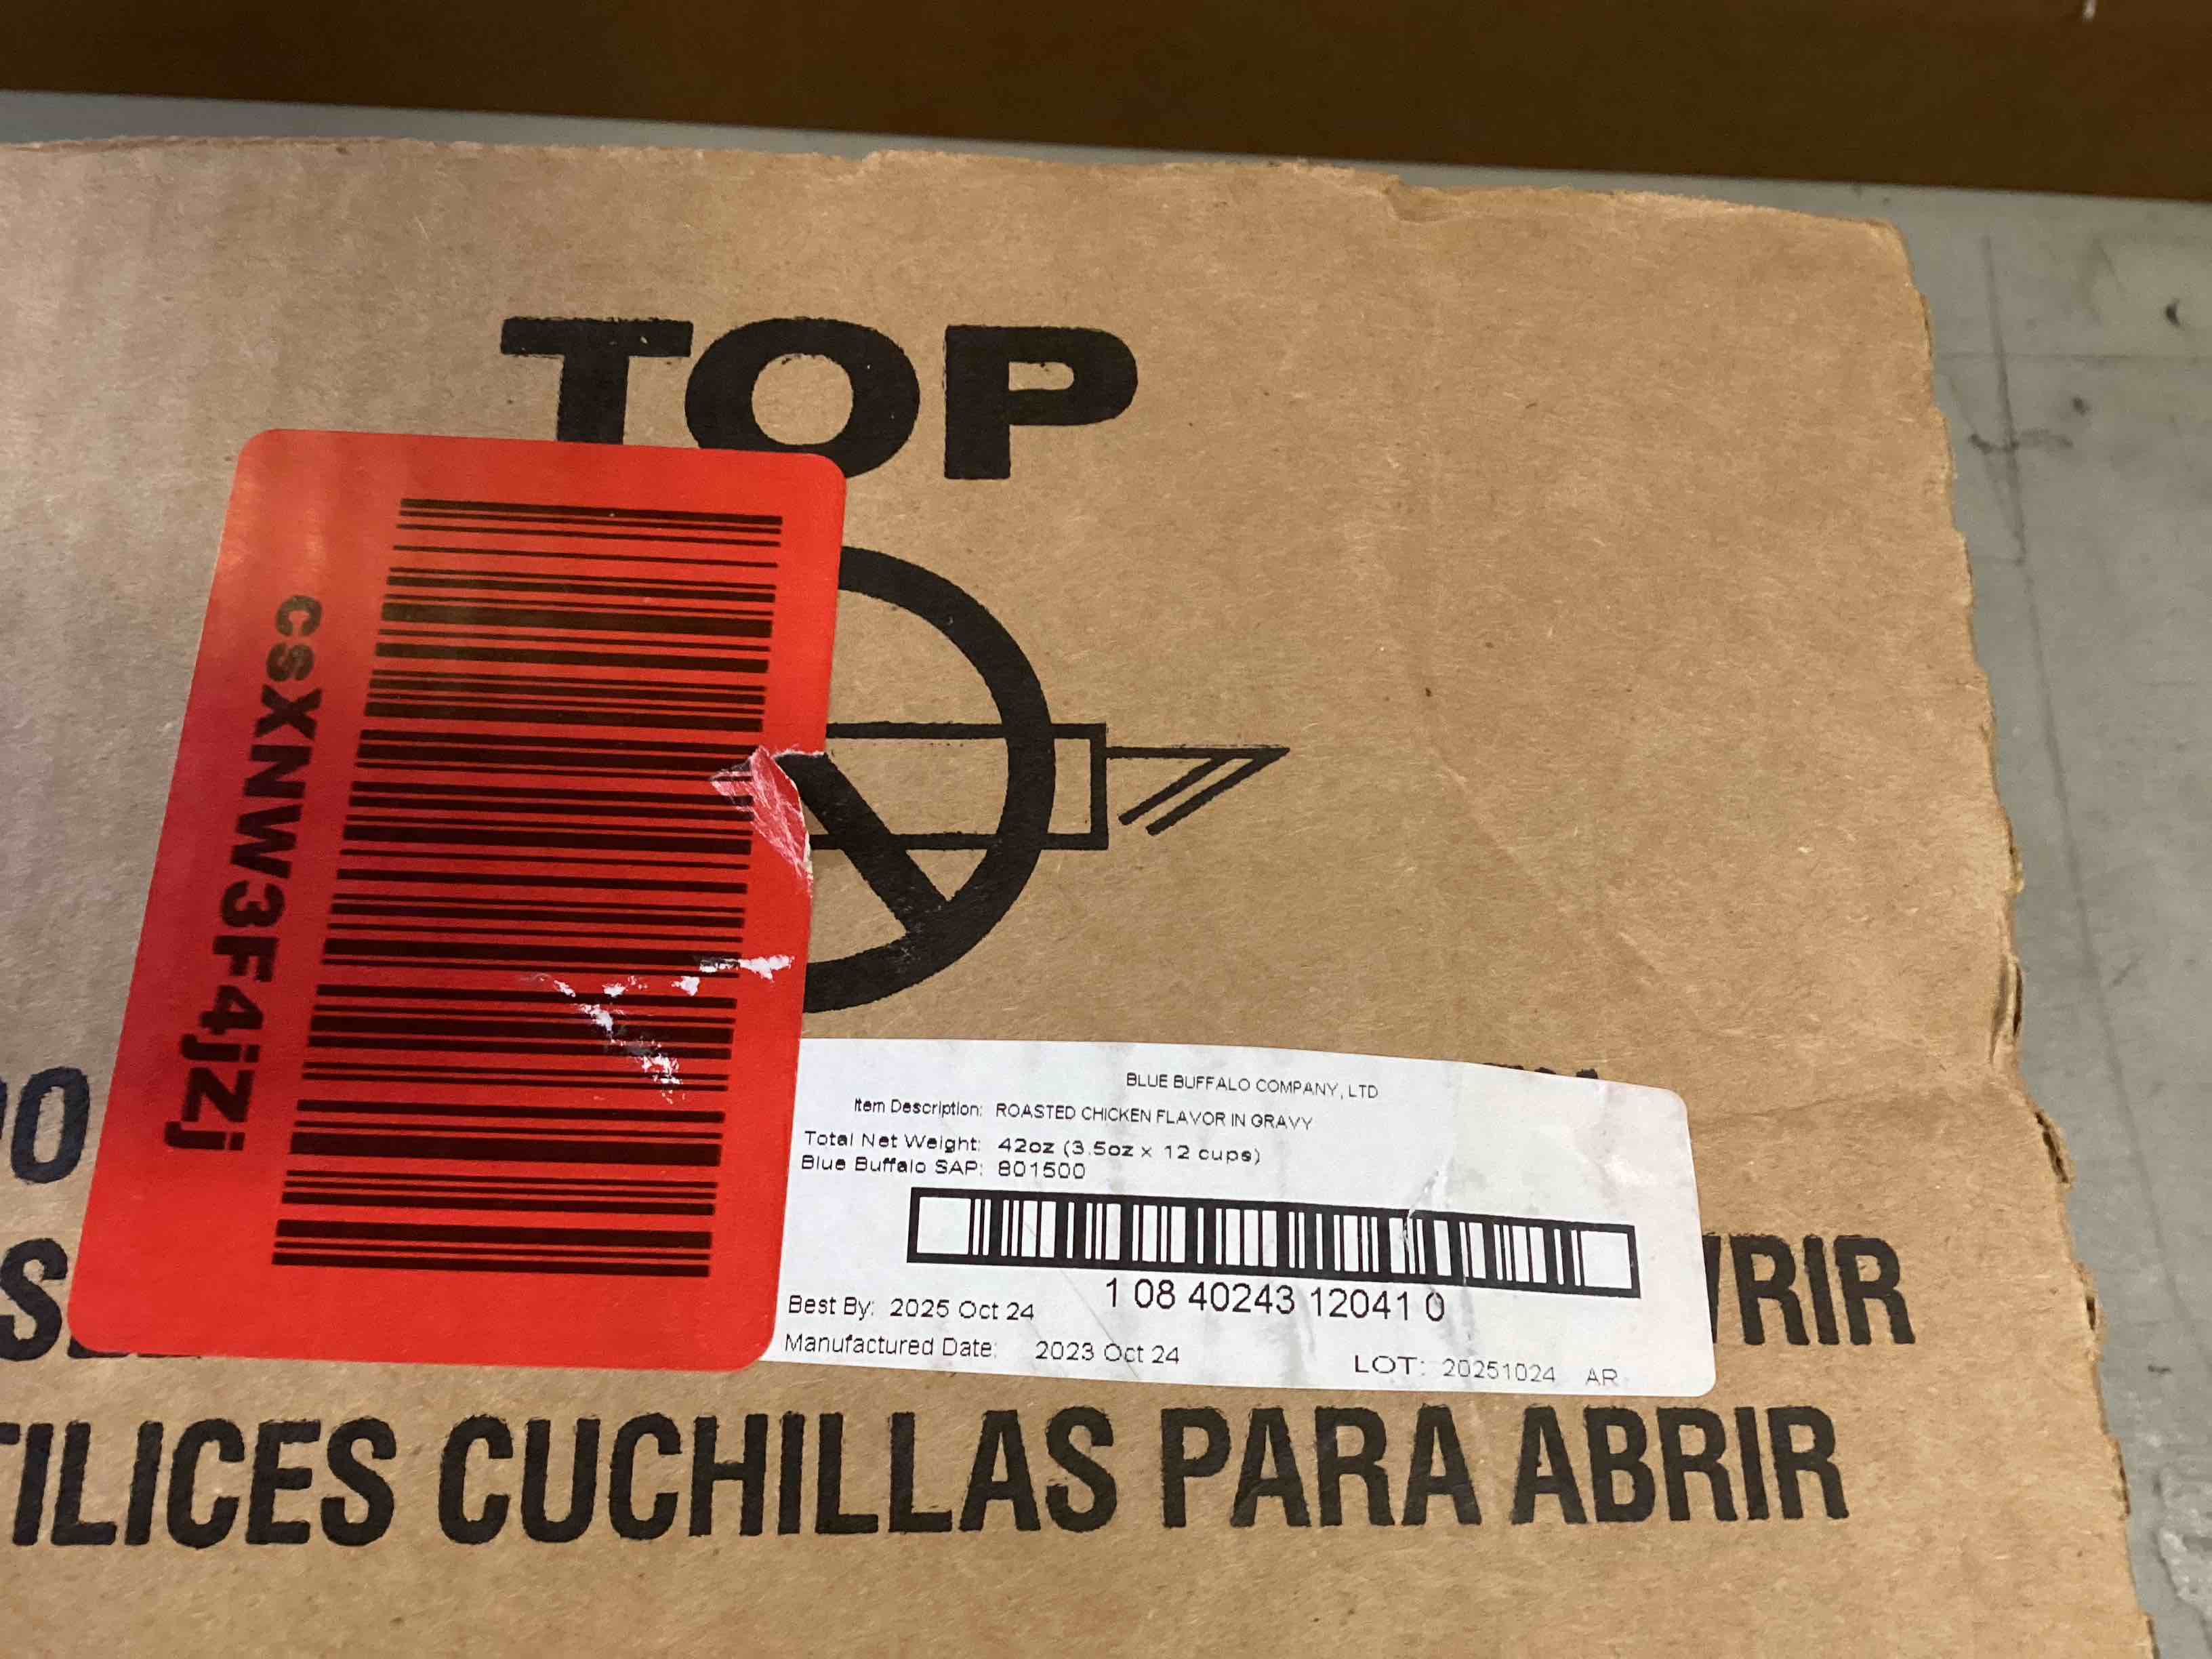 TOP
csXNW3F4jZj
BLUE BUFFALO COMPANY, LTD
Item Description: ROASTED CHICKEN FLAVOR IN GRAVY
Total Net Weight: 42oz (3.5oz x 12 cups)
Blue Buffalo SAP: 801500
1 08 40243 12041 0
Best By: 2025 Oct 24
Manufactured Date: 2023 Oct 24
LOT: 20251024 AR
VRIR
TILICES CUCHILLAS PARA ABRIR